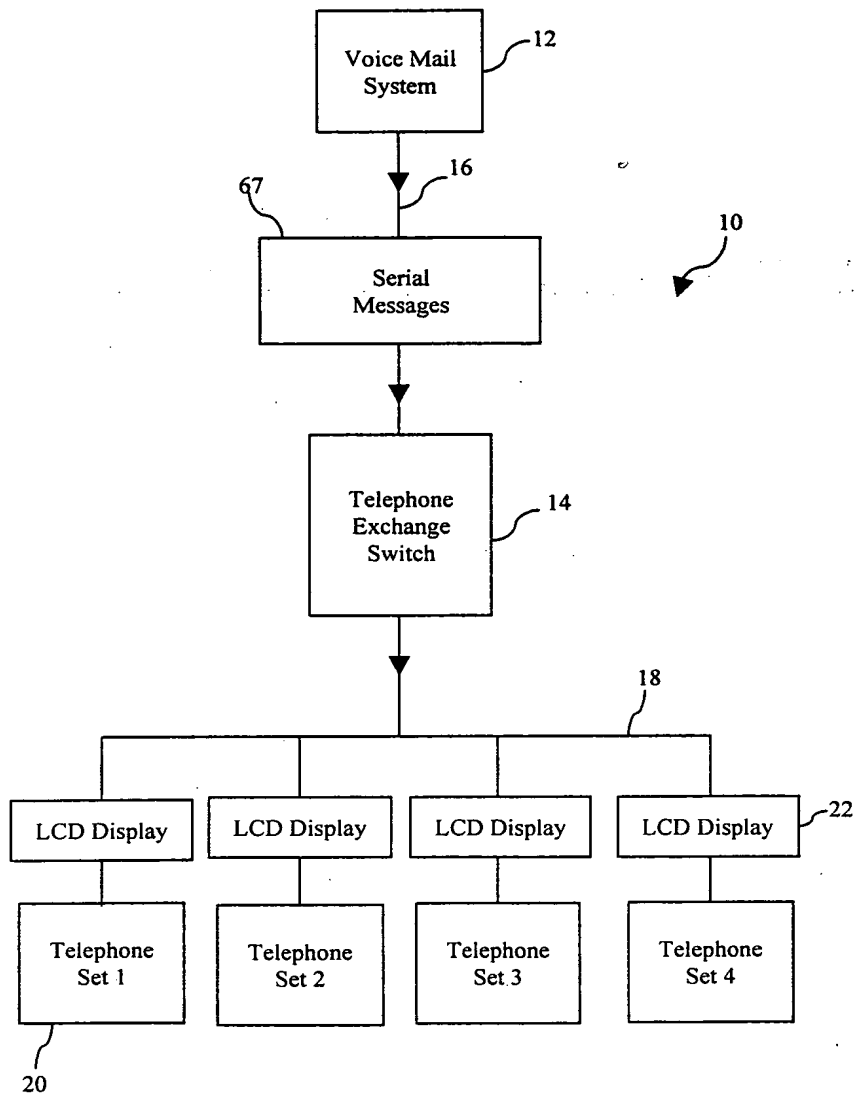 Voice Mail
System
12
16
67
Serial
Messages
10
Telephone
Exchange
Switch
14
18
LCD Display
LCD Display
LCD Display
LCD Display
22
Telephone
Set 1
Telephone
Set 2
Telephone
Set 3
Telephone
Set 4
20